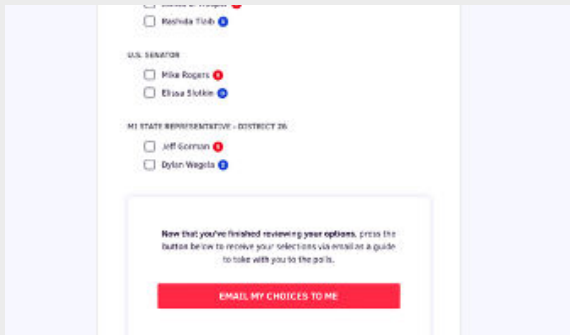 Rashida Tlaib D
U.S. SENATOR
Mike Rogers R
Elissa Slotkin D
MI STATE REPRESENTATIVE - DISTRICT 26
Jeff Gorman R
Dylan Wegela D
Now that you've finished reviewing your options, press the
button below to receive your selections via email as a guide
to take with you to the polls.
EMAIL MY CHOICES TO ME